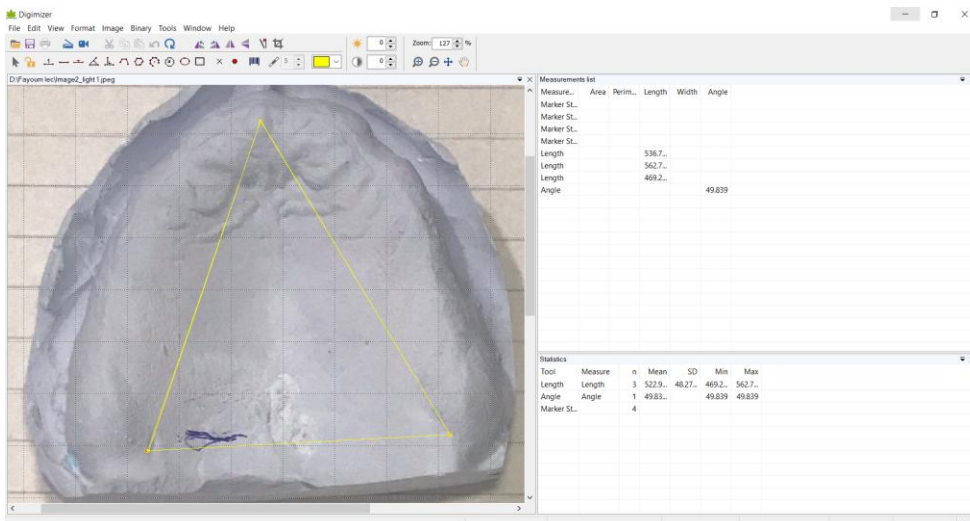 Digimizer
File Edit View Format Image Binary Tools Window Help
0 Zoom: 127 %
5 0
D:\Fayoum lec\Image2_light 1.jpeg
Measurements list
Measure... Area Perim... Length Width Angle
Marker St...
Marker St...
Marker St...
Marker St...
Length 536.7...
Length 562.7...
Length 469.2...
Angle 49.839
Statistics
Tool Measure n Mean SD Min Max
Length Length 3 522.9... 48.27... 469.2... 562.7...
Angle Angle 1 49.83... 49.839 49.839
Marker St... 4